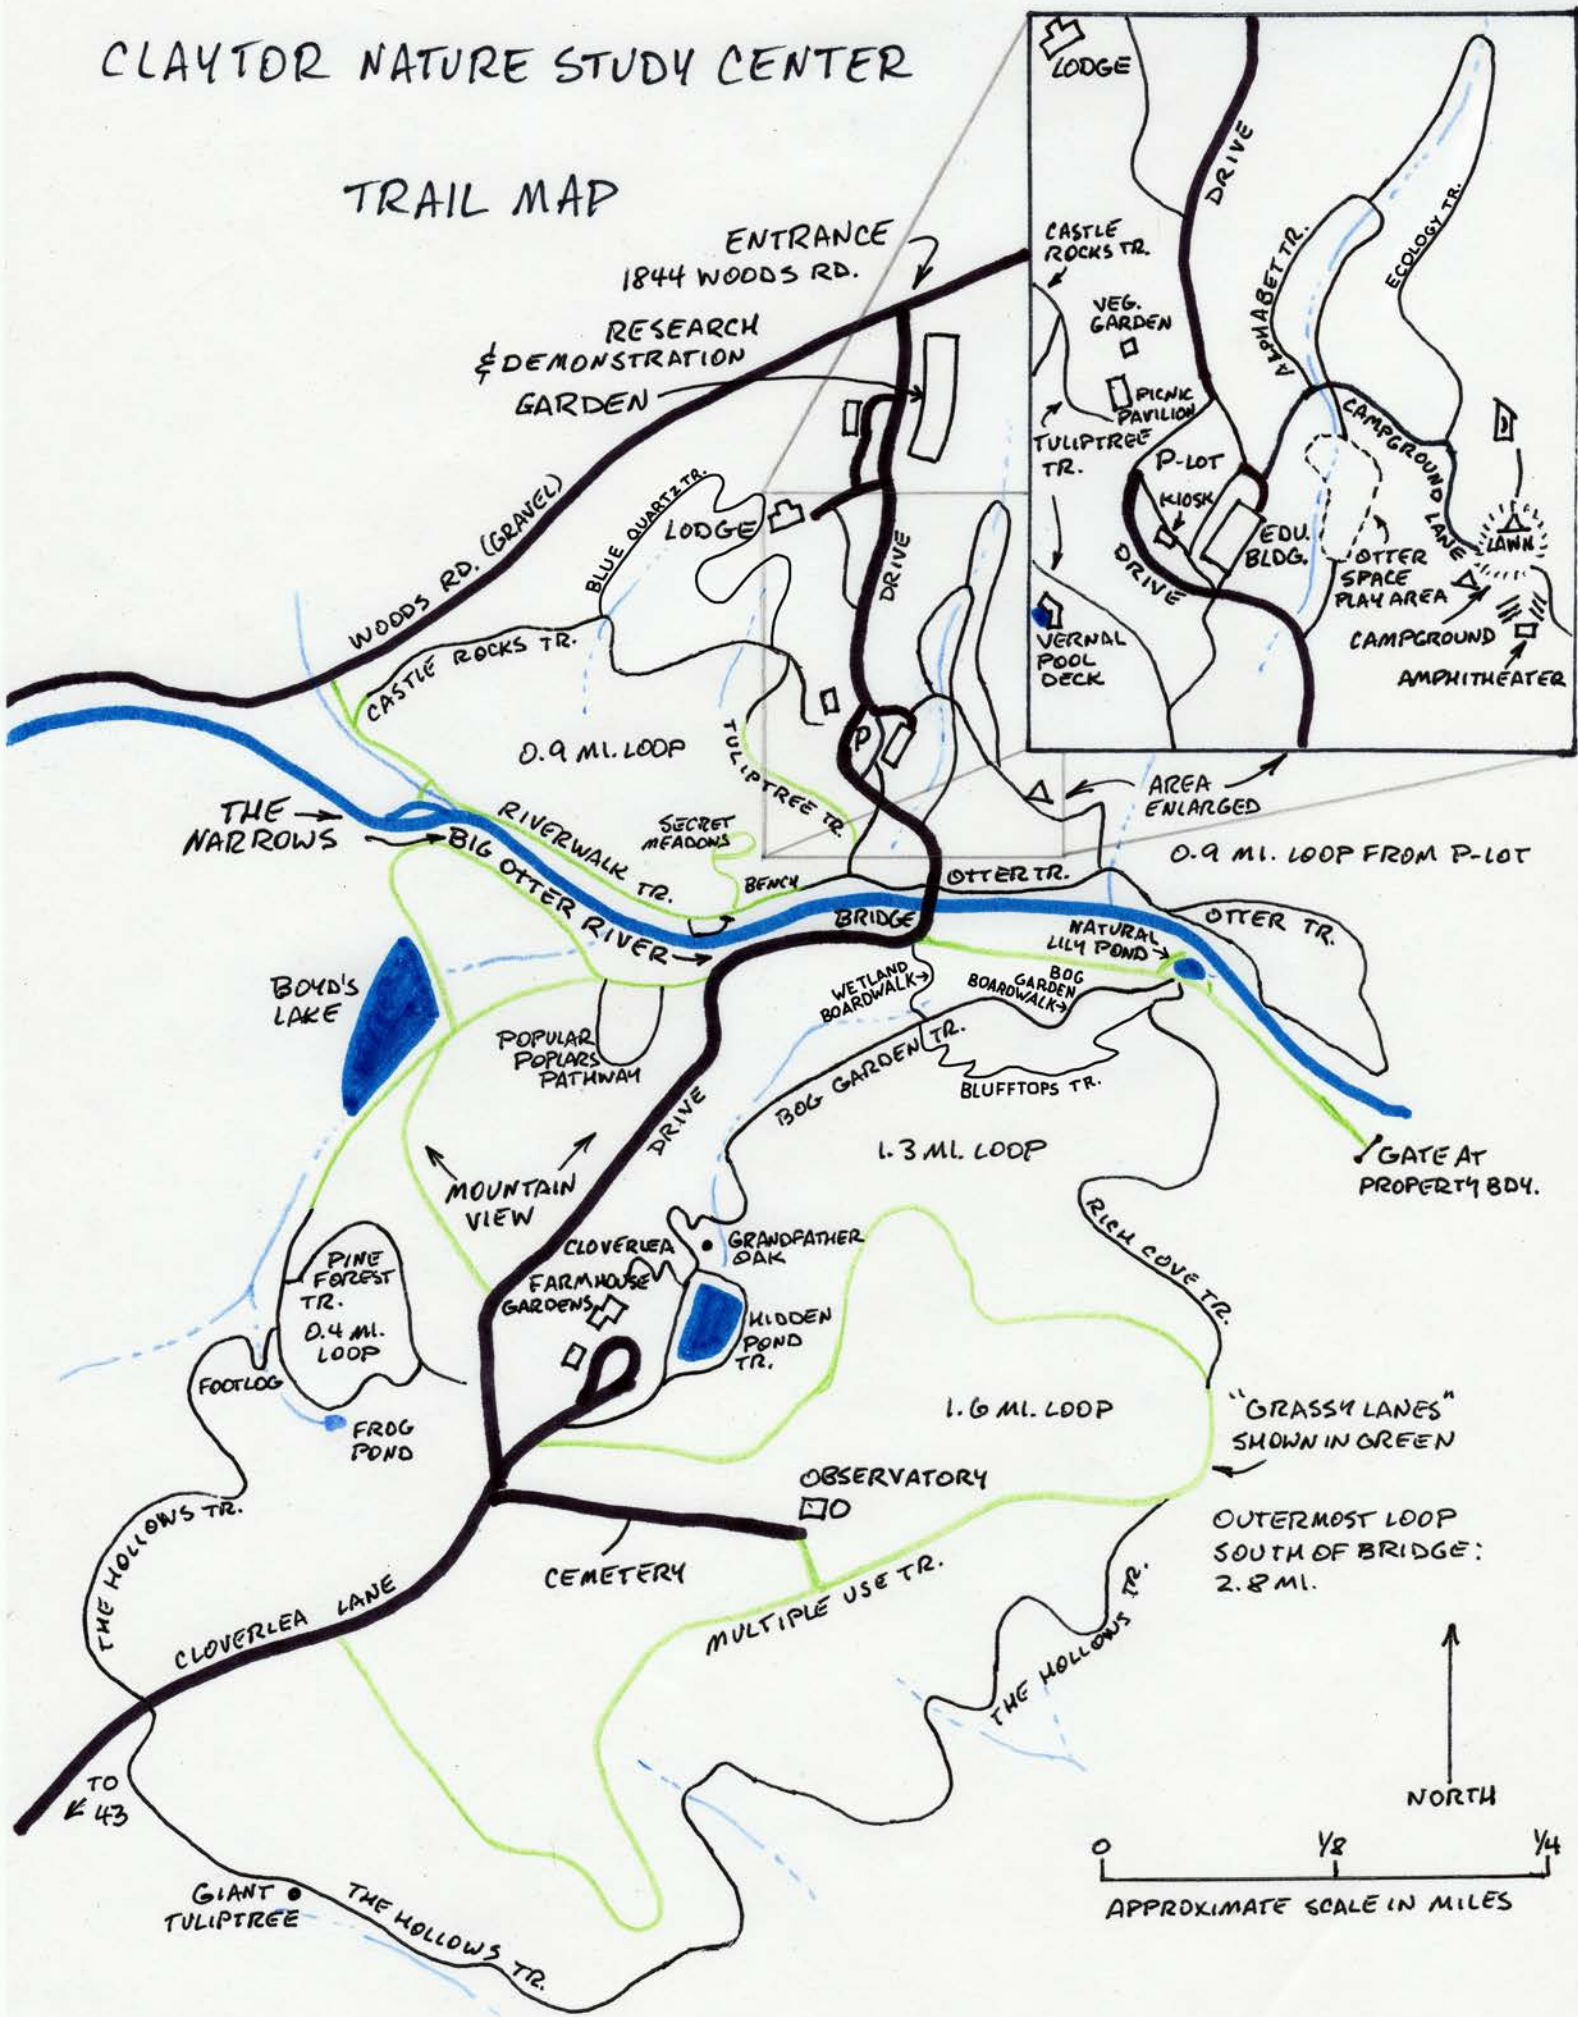 CLAYTOR NATURE STUDY CENTER
TRAIL MAP
ENTRANCE
1844 WOODS RD.
RESEARCH
& DEMONSTRATION
GARDEN
LODGE
DRIVE
CASTLE
ROCKS TR.
VEG.
GARDEN
PICNIC
PAVILION
TULIPTREE
TR.
P-LOT
KIOSK
DRIVE
EDU.
BLDG.
ALPHABET TR.
ECOLOGY TR.
CAMPGROUND LANE
LAWN
OTTER
SPACE
PLAY AREA
CAMPGROUND
AMPHITHEATER
VERNAL
POOL
DECK
AREA
ENLARGED
WOODS RD. (GRAVEL)
BLUE QUARTZ TR.
LODGE
DRIVE
CASTLE ROCKS TR.
0.9 MI. LOOP
TULIPTREE TR.
P
THE
NARROWS
RIVERWALK TR.
SECRET
MEADOWS
BENCH
BIG OTTER RIVER
0.9 MI. LOOP FROM P-LOT
OTTER TR.
BRIDGE
OTTER TR.
NATURAL
LILY POND
WETLAND
BOARDWALK
BOG
GARDEN
BOARDWALK
BOYD'S
LAKE
POPULAR
POPLARS
PATHWAY
BOG GARDEN TR.
BLUFFTOPS TR.
DRIVE
1.3 MI. LOOP
GATE AT
PROPERTY BDY.
MOUNTAIN
VIEW
RICH COVE TR.
CLOVERLEA
FARMHOUSE
GARDENS
GRANDFATHER
OAK
PINE
FOREST
TR.
0.4 MI.
LOOP
HIDDEN
POND
TR.
FOOTLOG
FROG
POND
1.6 MI. LOOP
"GRASSY LANES"
SHOWN IN GREEN
OBSERVATORY
THE HOLLOWS TR.
CEMETERY
OUTERMOST LOOP
SOUTH OF BRIDGE:
2.8 MI.
MULTIPLE USE TR.
CLOVERLEA LANE
THE HOLLOWS TR.
TO
43
NORTH
0 1/8 1/4
APPROXIMATE SCALE IN MILES
GIANT
TULIPTREE
THE HOLLOWS TR.